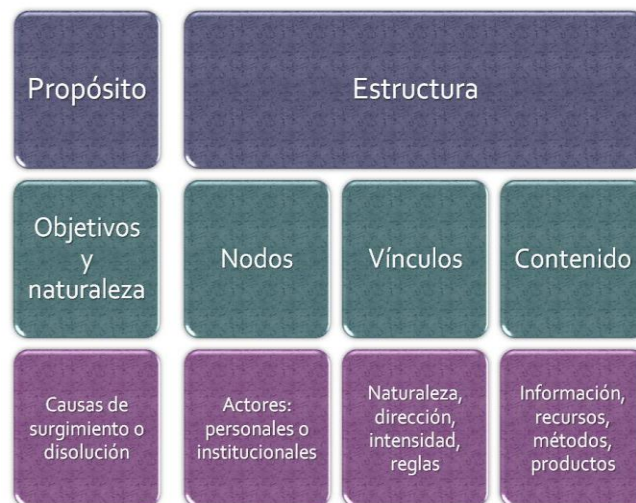 Propósito
Estructura
Objetivos
y
naturaleza
Nodos
Vínculos
Contenido
Causas de
surgimiento o
disolución
Actores:
personales o
institucionales
Naturaleza,
dirección,
intensidad,
reglas
Información,
recursos,
métodos,
productos